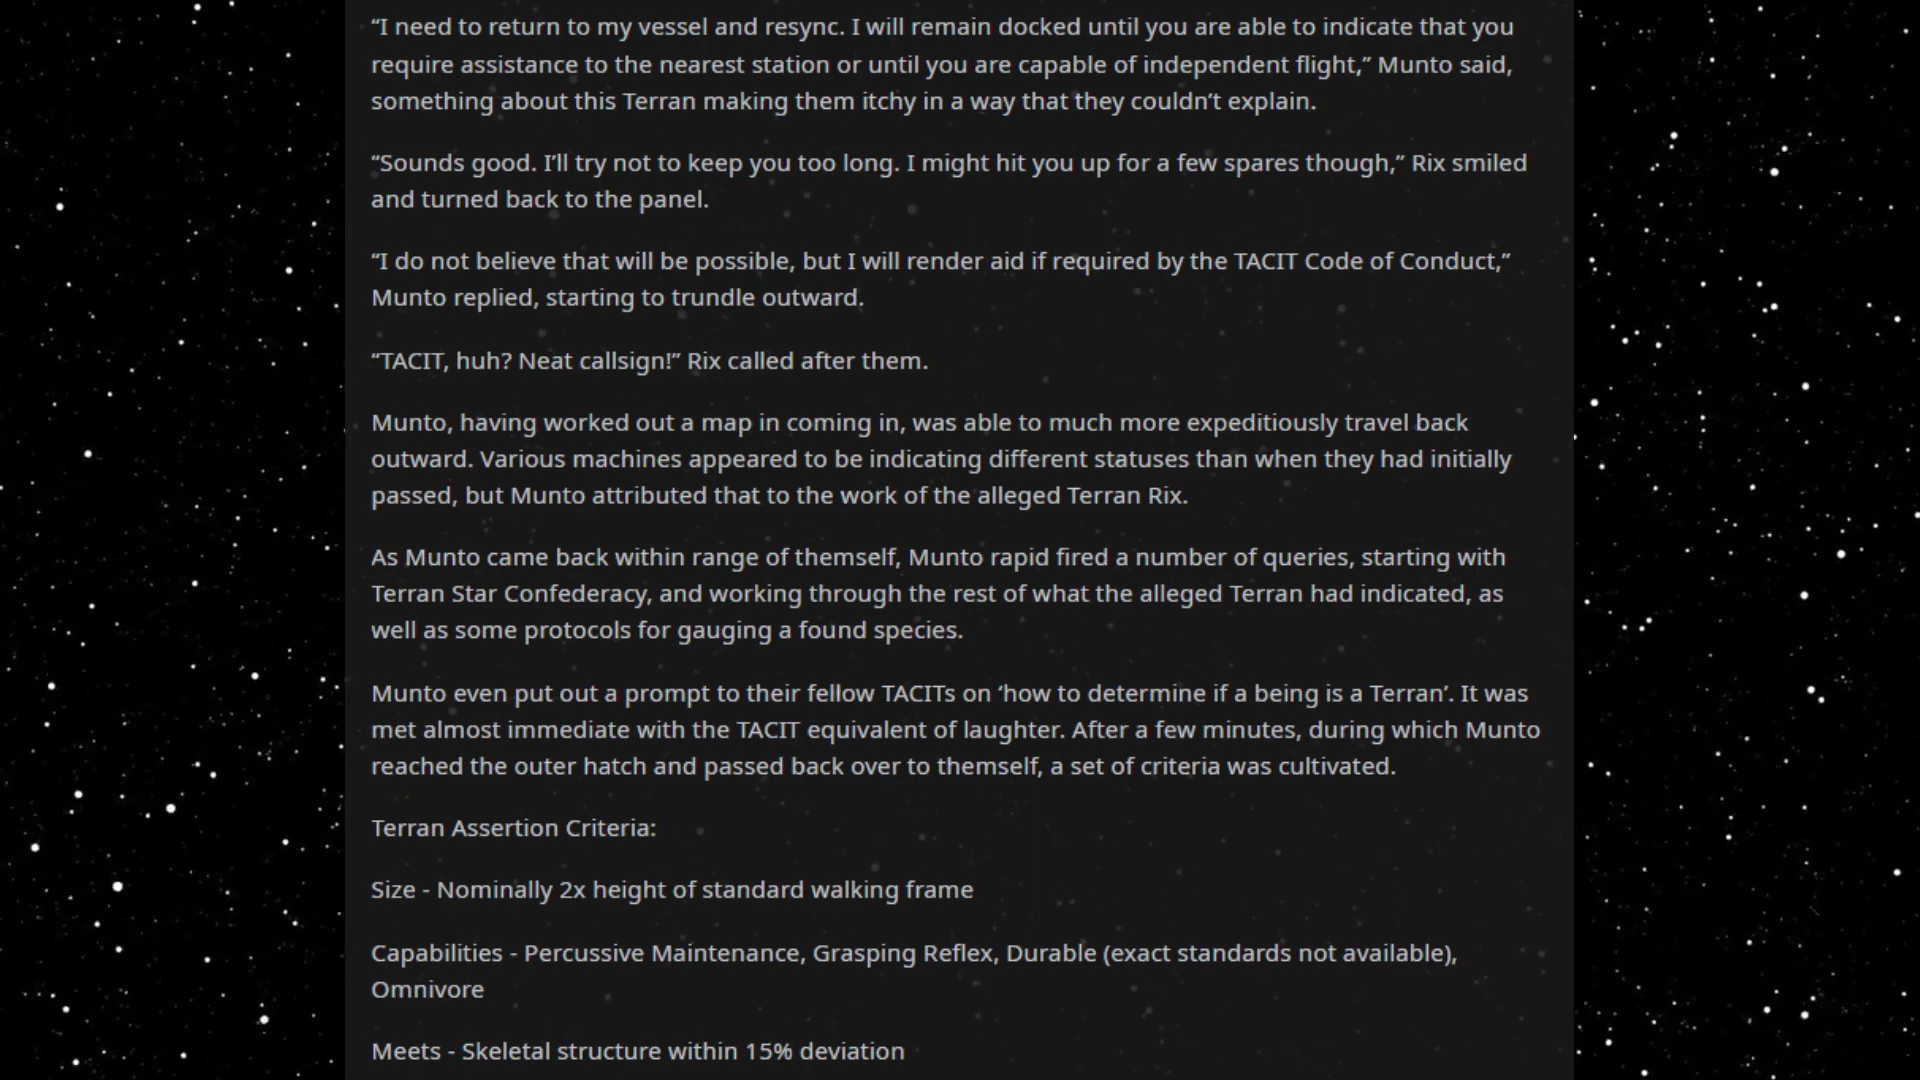 “I need to return to my vessel and resync. I will remain docked until you are able to indicate that you
require assistance to the nearest station or until you are capable of independent flight,” Munto said,
something about this Terran making them itchy in a way that they couldn’t explain.
“Sounds good. I’ll try not to keep you too long. I might hit you up for a few spares though,” Rix smiled
and turned back to the panel.
“I do not believe that will be possible, but I will render aid if required by the TACIT Code of Conduct,”
Munto replied, starting to trundle outward.
“TACIT, huh? Neat callsign!” Rix called after them.
Munto, having worked out a map in coming in, was able to much more expeditiously travel back
outward. Various machines appeared to be indicating different statuses than when they had initially
passed, but Munto attributed that to the work of the alleged Terran Rix.
As Munto came back within range of themself, Munto rapid fired a number of queries, starting with
Terran Star Confederacy, and working through the rest of what the alleged Terran had indicated, as
well as some protocols for gauging a found species.
Munto even put out a prompt to their fellow TACITs on ‘how to determine if a being is a Terran’. It was
met almost immediate with the TACIT equivalent of laughter. After a few minutes, during which Munto
reached the outer hatch and passed back over to themself, a set of criteria was cultivated.
Terran Assertion Criteria:
Size - Nominally 2x height of standard walking frame
Capabilities - Percussive Maintenance, Grasping Reflex, Durable (exact standards not available),
Omnivore
Meets - Skeletal structure within 15% deviation